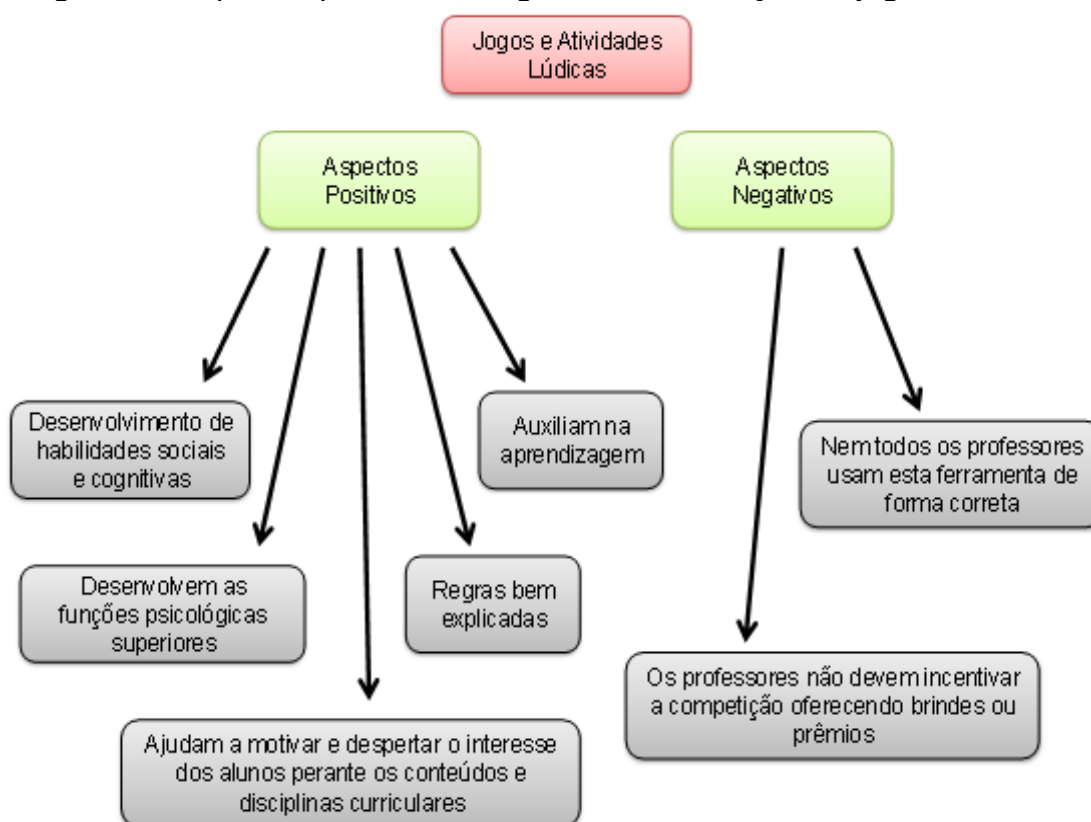 Jogos e Atividades
Lúdicas
Aspectos
Positivos
Aspectos
Negativos
Desenvolvimento de
habilidades sociais
e cognitivas
Auxiliam na
aprendizagem
Nem todos os professores
usam esta ferramenta de
forma correta
Desenvolvem as
funções psicológicas
superiores
Regras bem
explicadas
Os professores não devem incentivar
a competição oferecendo brindes ou
prêmios
Ajudam a motivar e despertar o interesse
dos alunos perante os conteúdos e
disciplinas curriculares